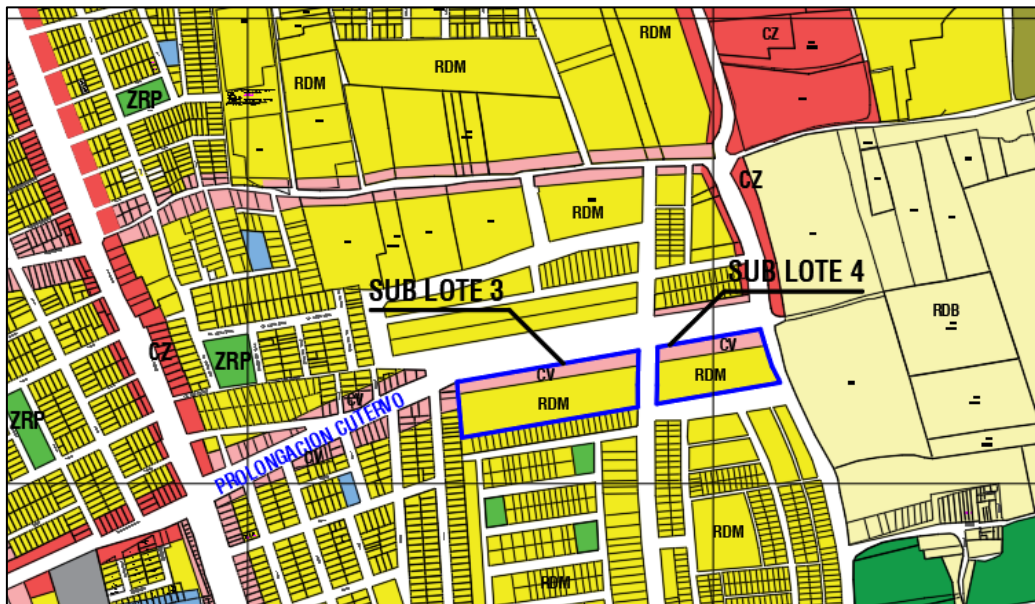 RDM
CZ
RDM
RDM
ZRP
CZ
RDM
SUB LOTE 4
SUB LOTE 3
RDB
CZ
ZRP
CV
CV
RDM
RDM
CV
ZRP
PROLONGACION CUTERVO
CV
RDM
RDM